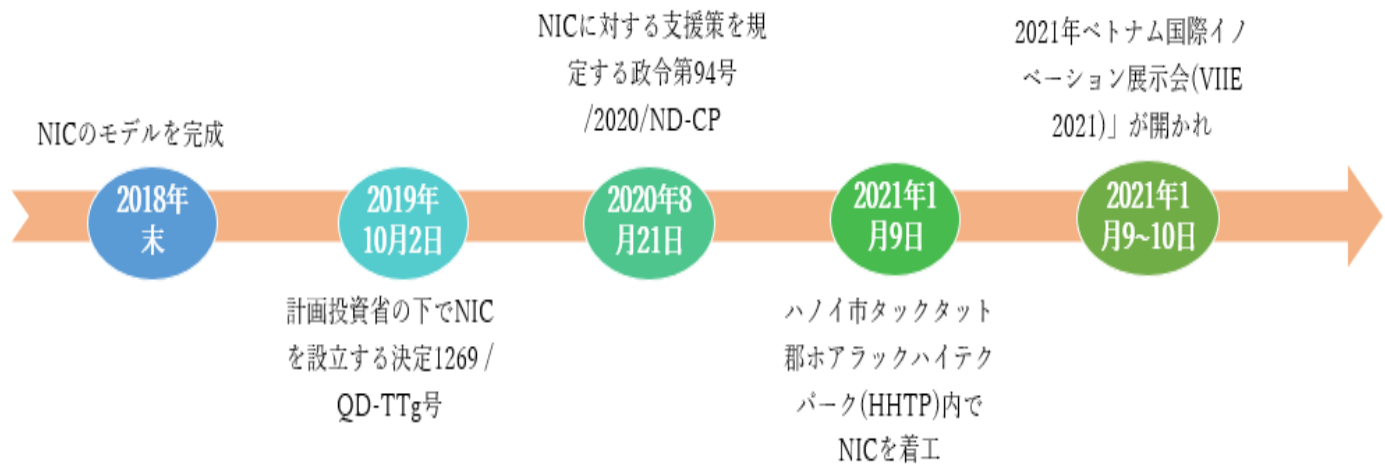 NICのモデルを完成
2018年
末
2019年
10月2日
計画投資省の下でNIC
を設立する決定1269 /
QD-TTg号
NICに対する支援策を規
定する政令第94号
/2020/ND-CP
2020年8
月21日
2021年1
月9日
ハノイ市タックタット
郡ホアラックハイテク
パーク(HHTP)内で
NICを着工
2021年ベトナム国際イノ
ベーション展示会(VIIE
2021)」が開かれ
2021年1
月9~10日